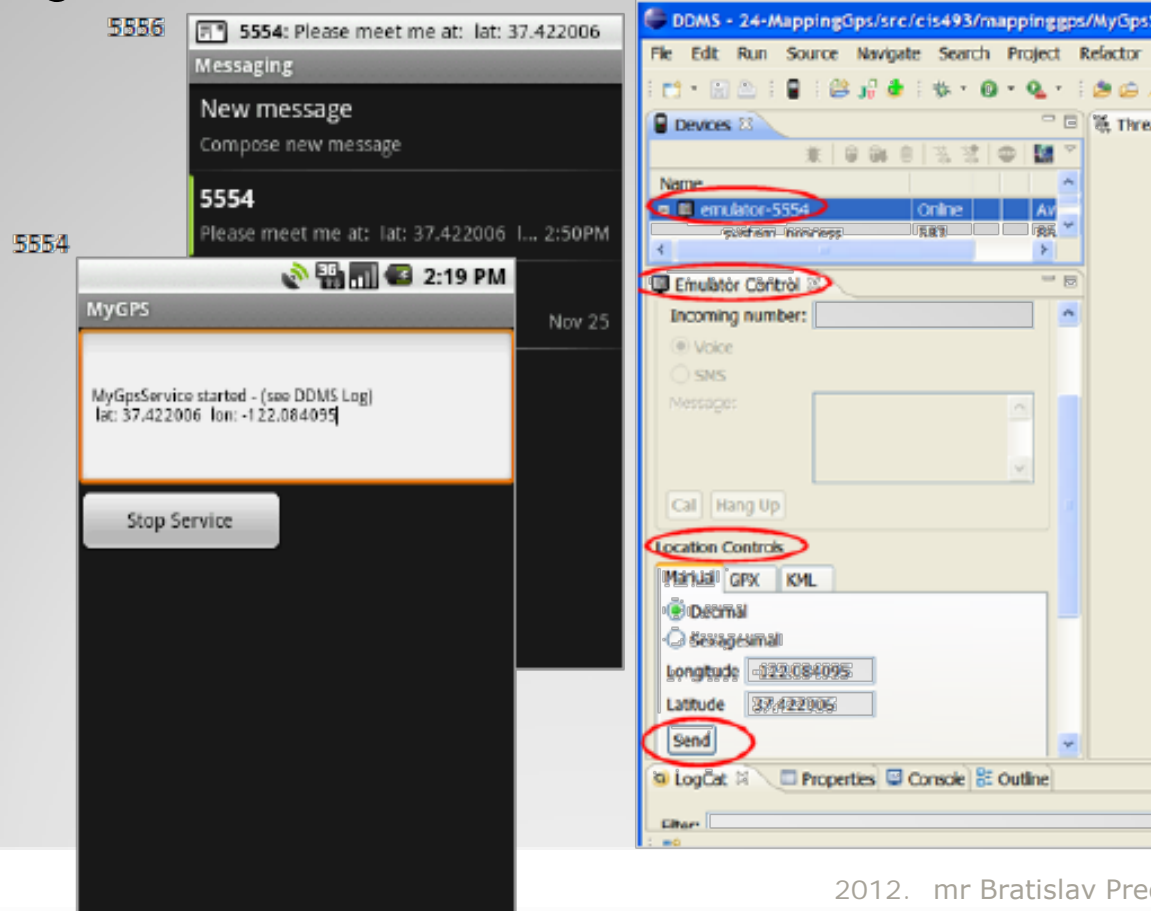 5556
5554: Please meet me at: lat: 37.422006
Messaging
New message
Compose new message
5554
Please meet me at: lat: 37.422006 l... 2:50PM
Nov 25
5554
2:19 PM
MyGPS
MyGpsService started - (see DDMS Log)
lat: 37.422006 lon: -122.084095
Stop Service
DDMS - 24-MappingGps/src/cis493/mappinggps/MyGps
File Edit Run Source Navigate Search Project Refactor
Devices
Name
emulator-5554 Online Av
system_process
Emulator Control
Incoming number:
Voice
SMS
Message:
Call Hang Up
Location Controls
Manual GPX KML
Decimal
Sexagesimal
Longitude -122.084095
Latitude 37.422006
Send
LogCat Properties Console Outline
Filter:
2012. mr Bratislav Pre